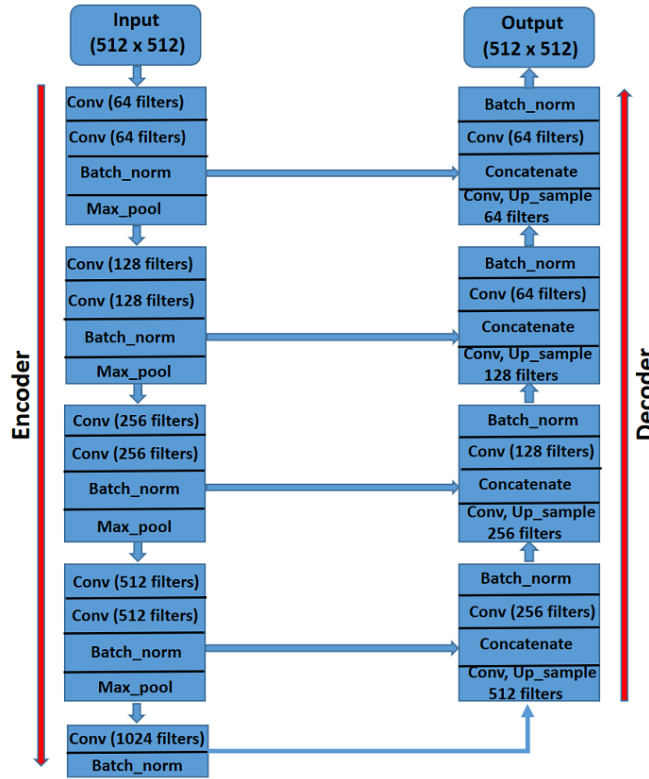 Input
(512 x 512)
Encoder
Conv (64 filters)
Conv (64 filters)
Batch_norm
Max_pool
Conv (128 filters)
Conv (128 filters)
Batch_norm
Max_pool
Conv (256 filters)
Conv (256 filters)
Batch_norm
Max_pool
Conv (512 filters)
Conv (512 filters)
Batch_norm
Max_pool
Conv (1024 filters)
Batch_norm
Output
(512 x 512)
Batch_norm
Conv (64 filters)
Concatenate
Conv, Up_sample
64 filters
Batch_norm
Conv (64 filters)
Concatenate
Conv, Up_sample
128 filters
Batch_norm
Conv (128 filters)
Concatenate
Conv, Up_sample
256 filters
Batch_norm
Conv (256 filters)
Concatenate
Conv, Up_sample
512 filters
Decoder